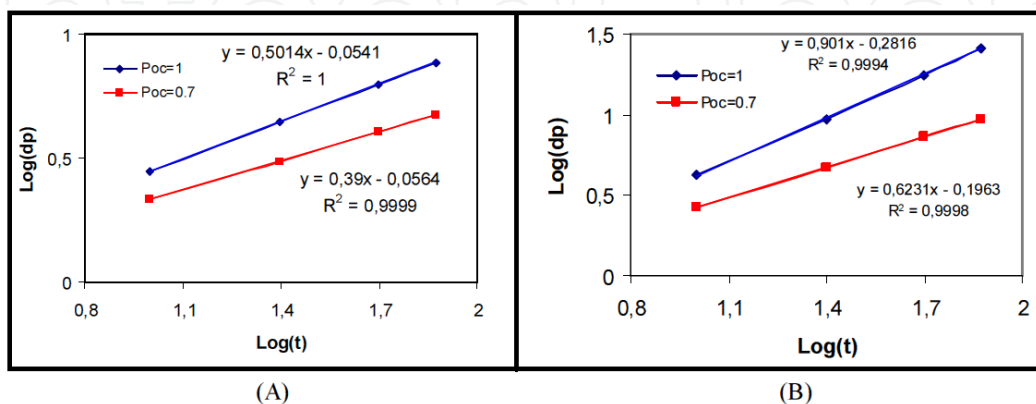 1
0,5
0
Log(dp)
Poc=1
Poc=0.7
y = 0,5014x - 0,0541
R² = 1
y = 0,39x - 0,0564
R² = 0,9999
0,8 1,1 1,4 1,7 2
Log(t)
(A)
1,5
1
0,5
0
Log(dp)
Poc=1
Poc=0.7
y = 0,901x - 0,2816
R² = 0,9994
y = 0,6231x - 0,1963
R² = 0,9998
0,8 1,1 1,4 1,7 2
Log(t)
(B)